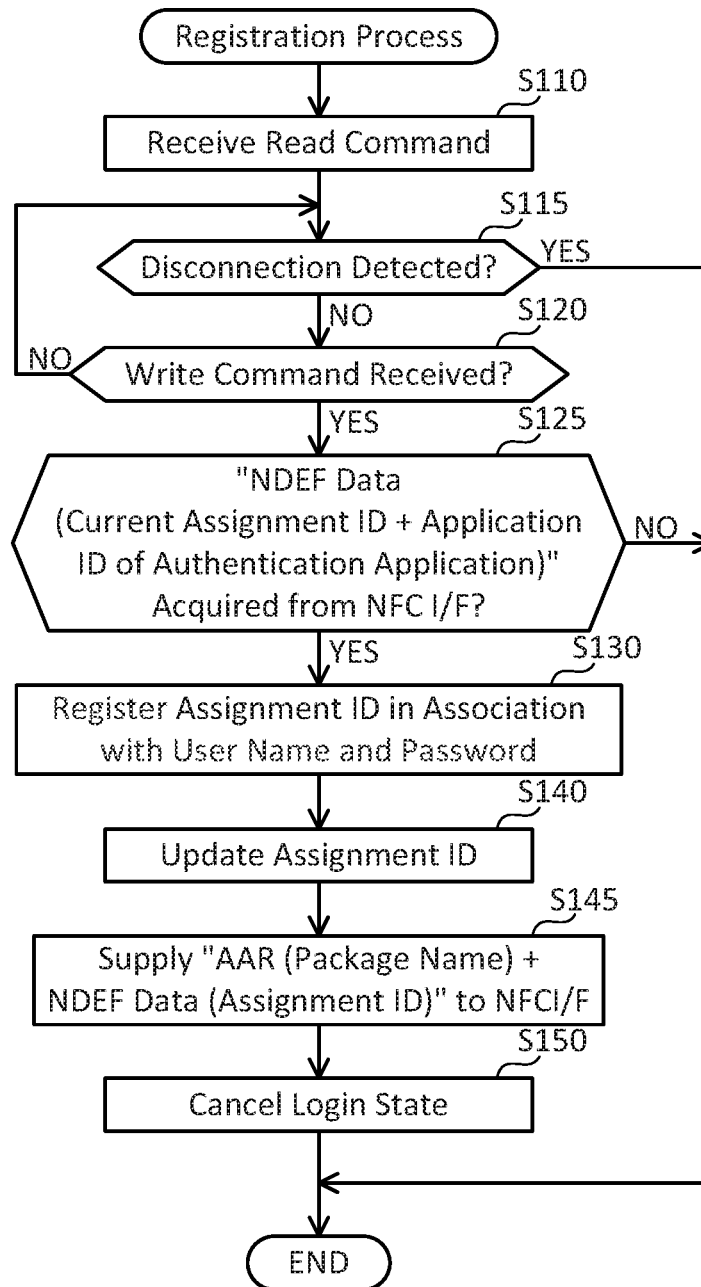 Registration Process
S110
Receive Read Command
S115
Disconnection Detected?
YES
NO
S120
NO
Write Command Received?
YES
S125
"NDEF Data
(Current Assignment ID + Application
ID of Authentication Application)"
Acquired from NFC I/F?
NO
YES
S130
Register Assignment ID in Association
with User Name and Password
S140
Update Assignment ID
S145
Supply "AAR (Package Name) +
NDEF Data (Assignment ID)" to NFCI/F
S150
Cancel Login State
END